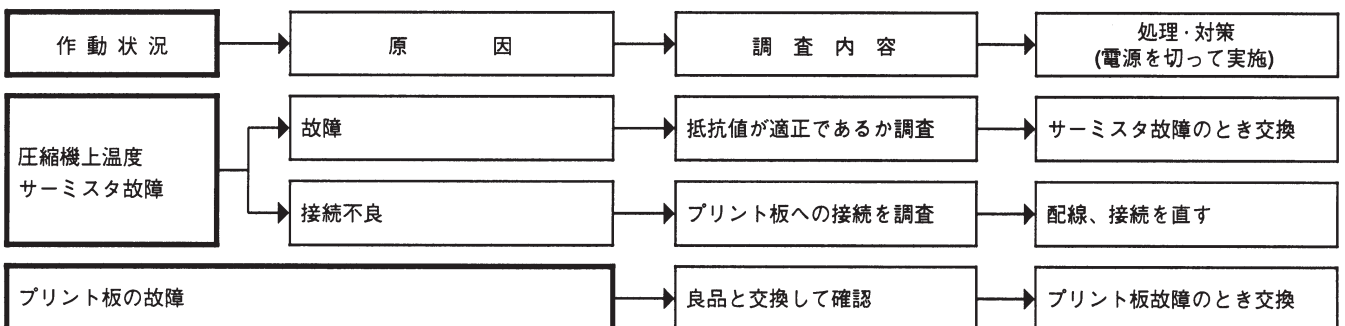 作動状況
原因
調査内容
処理・対策
(電源を切って実施)
圧縮機上温度
サーミスタ故障
故障
抵抗値が適正であるか調査
サーミスタ故障のとき交換
接続不良
プリント板への接続を調査
配線、接続を直す
プリント板の故障
良品と交換して確認
プリント板故障のとき交換